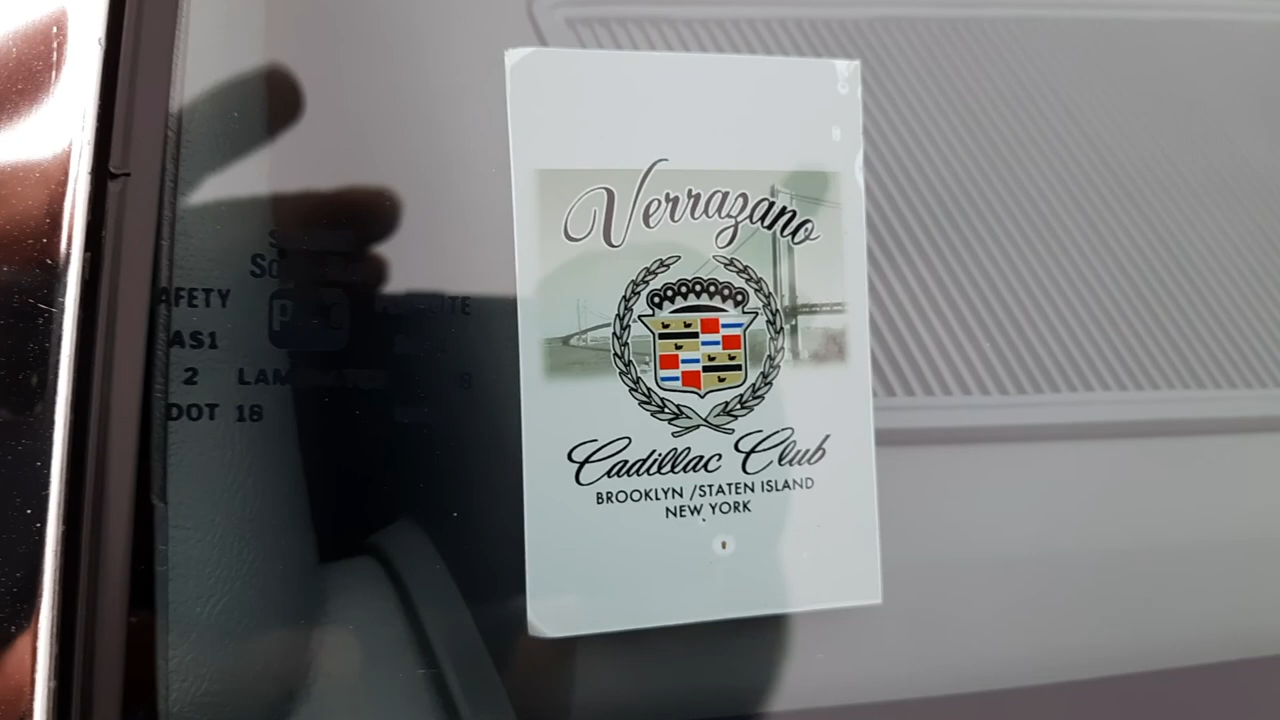 Verrazano
Cadillac Club
BROOKLYN /STATEN ISLAND
NEW YORK
AFETY
AS1
2
DOT 18